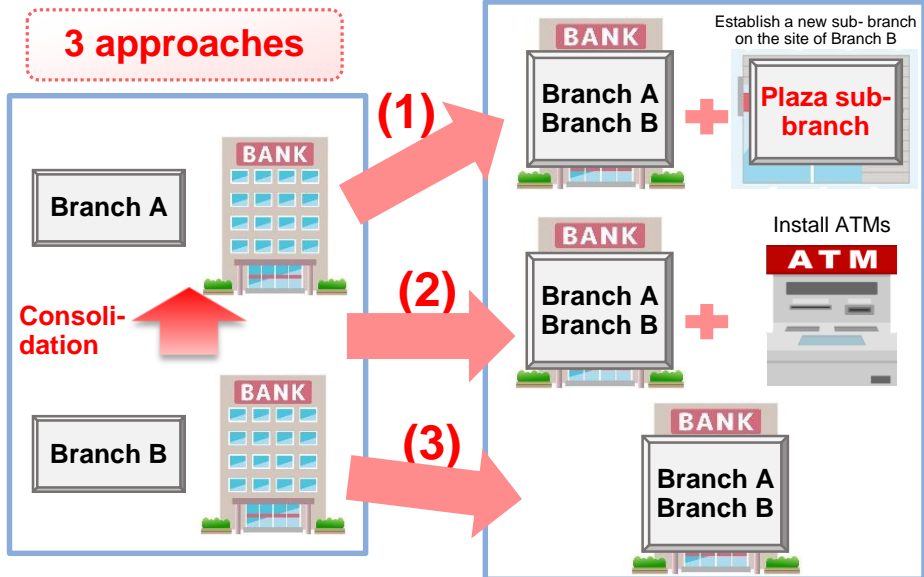 3 approaches
BANK
Branch A
Consoli-
dation
BANK
Branch B
(1)
(2)
(3)
BANK
Branch A
Branch B
Establish a new sub- branch
on the site of Branch B
Plaza sub-
branch
BANK
Branch A
Branch B
Install ATMs
ATM
BANK
Branch A
Branch B